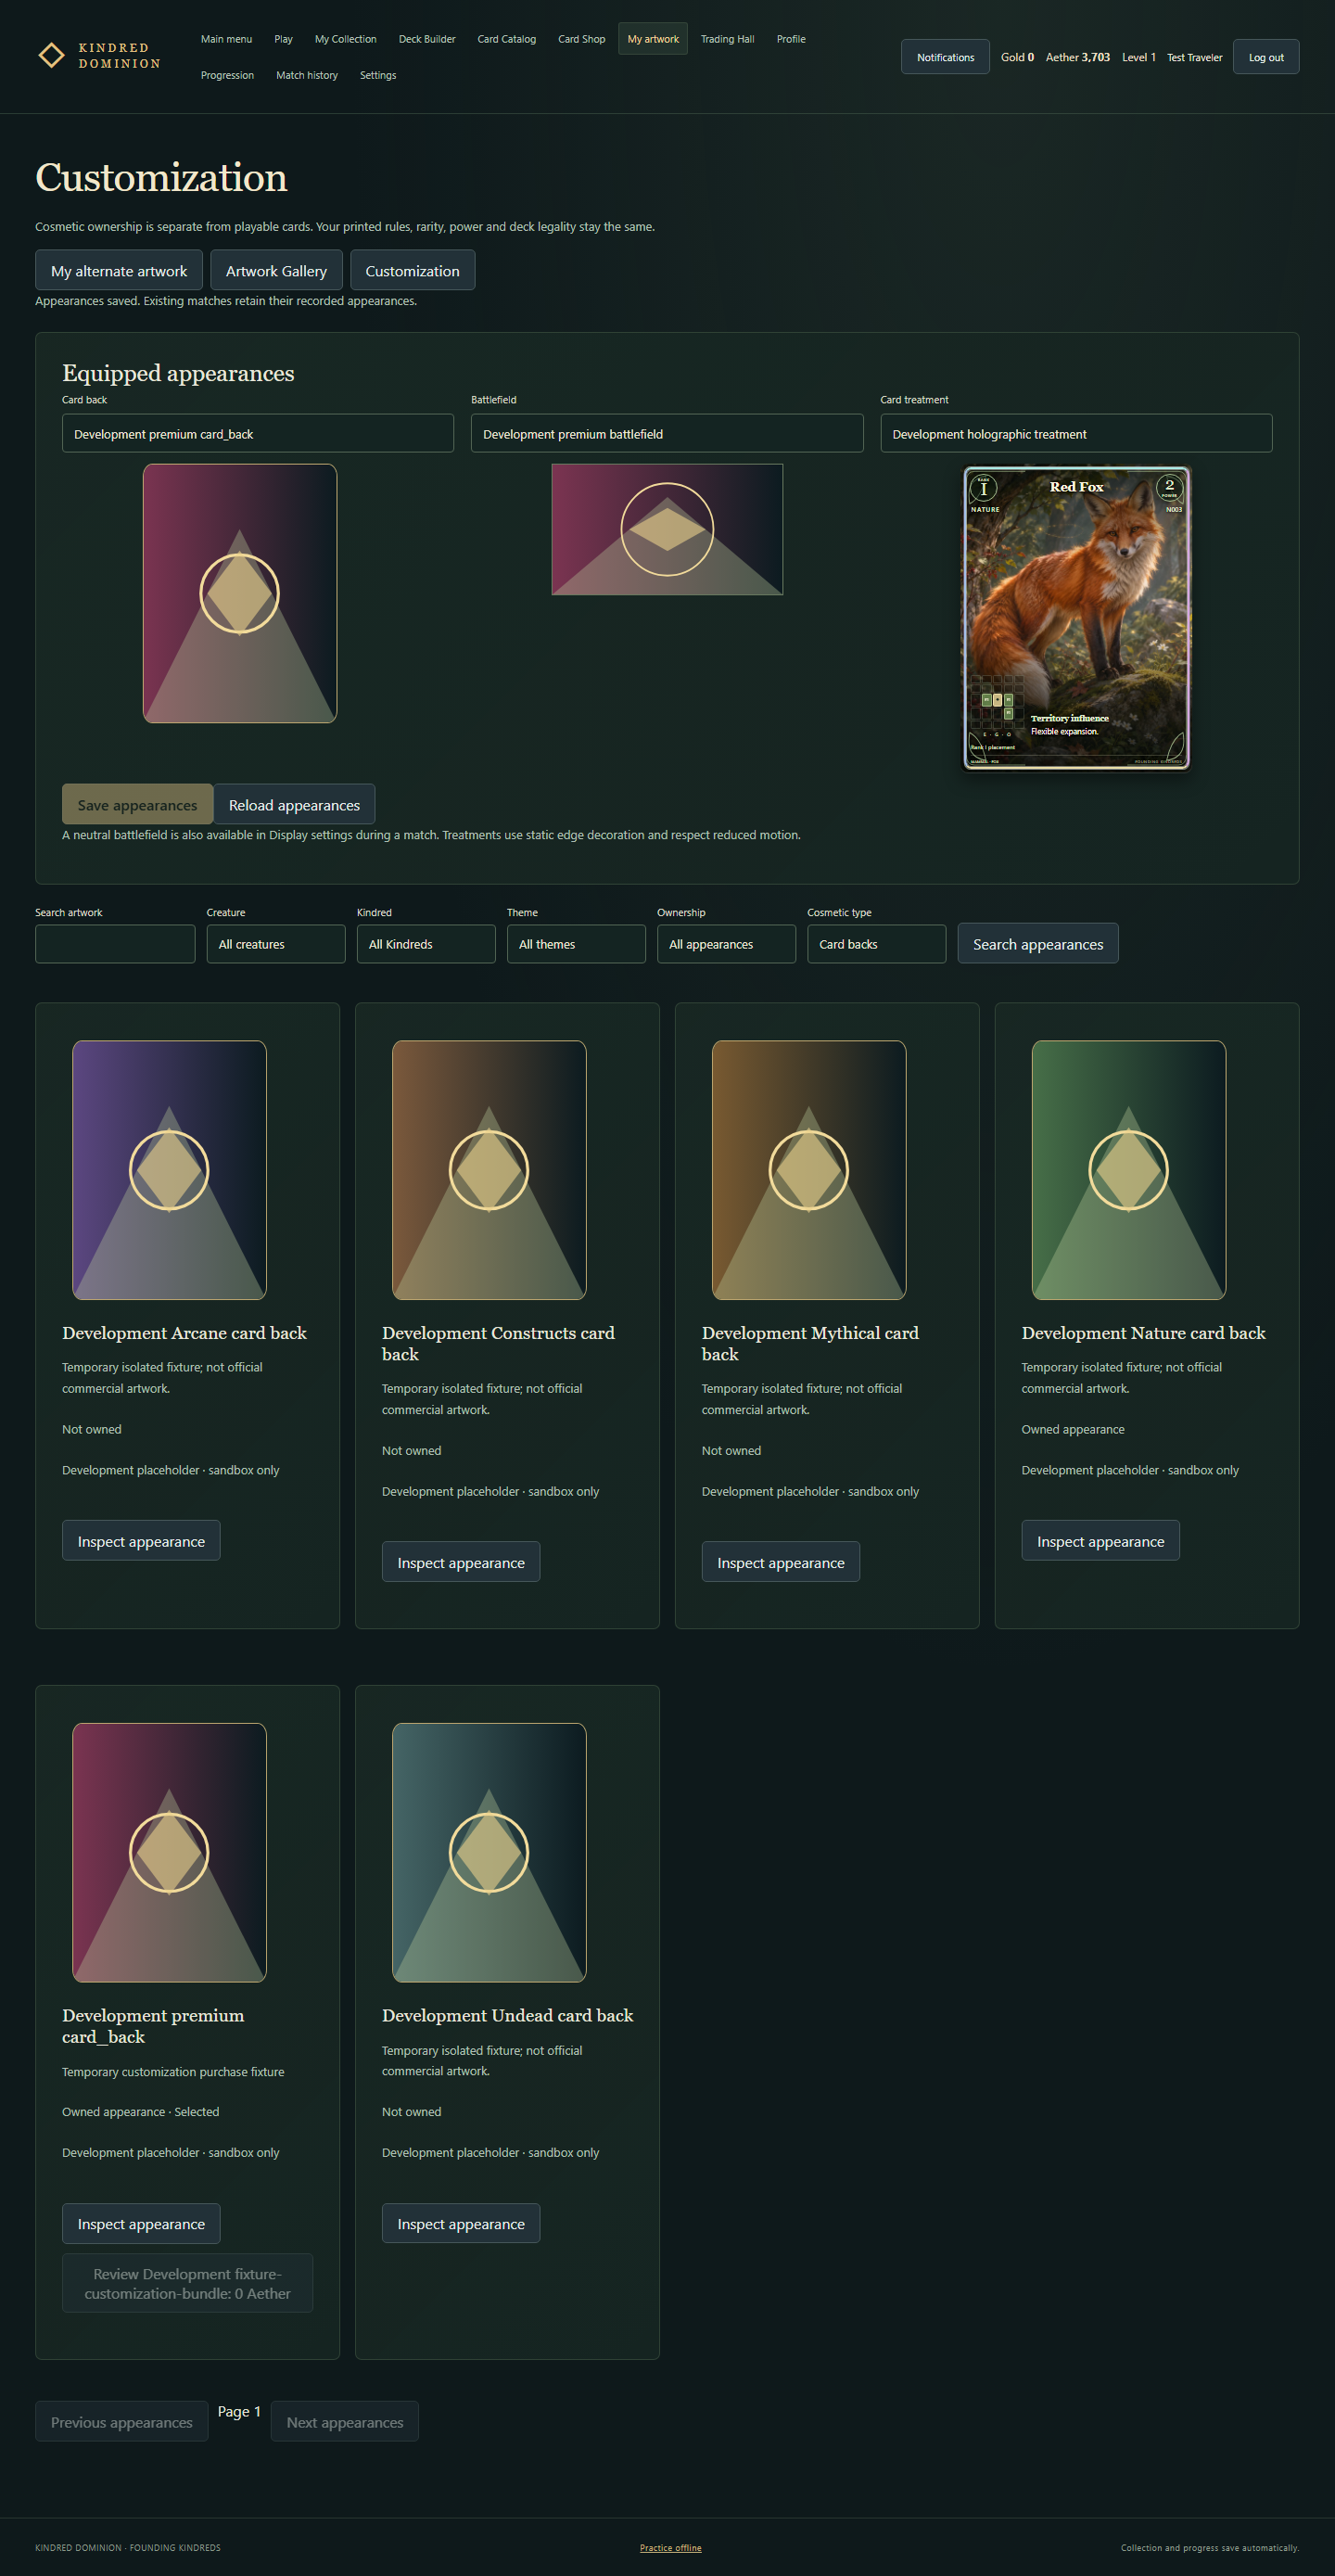 KINDRED
DOMINION
Main menu
Play
My Collection
Deck Builder
Card Catalog
Card Shop
My artwork
Trading Hall
Profile
Progression
Match history
Settings
Notifications
Gold 0
Aether 3,703
Level 1
Test Traveler
Log out
Customization
Cosmetic ownership is separate from playable cards. Your printed rules, rarity, power and deck legality stay the same.
My alternate artwork
Artwork Gallery
Customization
Appearances saved. Existing matches retain their recorded appearances.
Equipped appearances
Card back
Battlefield
Card treatment
Development premium card_back
Development premium battlefield
Development holographic treatment
RANK
I
Red Fox
2
POWER
NATURE
N003
Territory influence
Flexible expansion.
E · G · O
Rank 1 placement
Save appearances
Reload appearances
A neutral battlefield is also available in Display settings during a match. Treatments use static edge decoration and respect reduced motion.
Search artwork
Creature
Kindred
Theme
Ownership
Cosmetic type
All creatures
All Kindreds
All themes
All appearances
Card backs
Search appearances
Development Arcane card back
Temporary isolated fixture; not official
commercial artwork.
Not owned
Development placeholder · sandbox only
Inspect appearance
Development Constructs card
back
Temporary isolated fixture; not official
commercial artwork.
Not owned
Development placeholder · sandbox only
Inspect appearance
Development Mythical card
back
Temporary isolated fixture; not official
commercial artwork.
Not owned
Development placeholder · sandbox only
Inspect appearance
Development Nature card back
Temporary isolated fixture; not official
commercial artwork.
Owned appearance
Development placeholder · sandbox only
Inspect appearance
Development premium
card_back
Temporary customization purchase fixture
Owned appearance · Selected
Development placeholder · sandbox only
Inspect appearance
Review Development fixture-
customization-bundle: 0 Aether
Development Undead card back
Temporary isolated fixture; not official
commercial artwork.
Not owned
Development placeholder · sandbox only
Inspect appearance
Previous appearances
Page 1
Next appearances
KINDRED DOMINION · FOUNDING KINDREDS
Practice offline
Collection and progress save automatically.